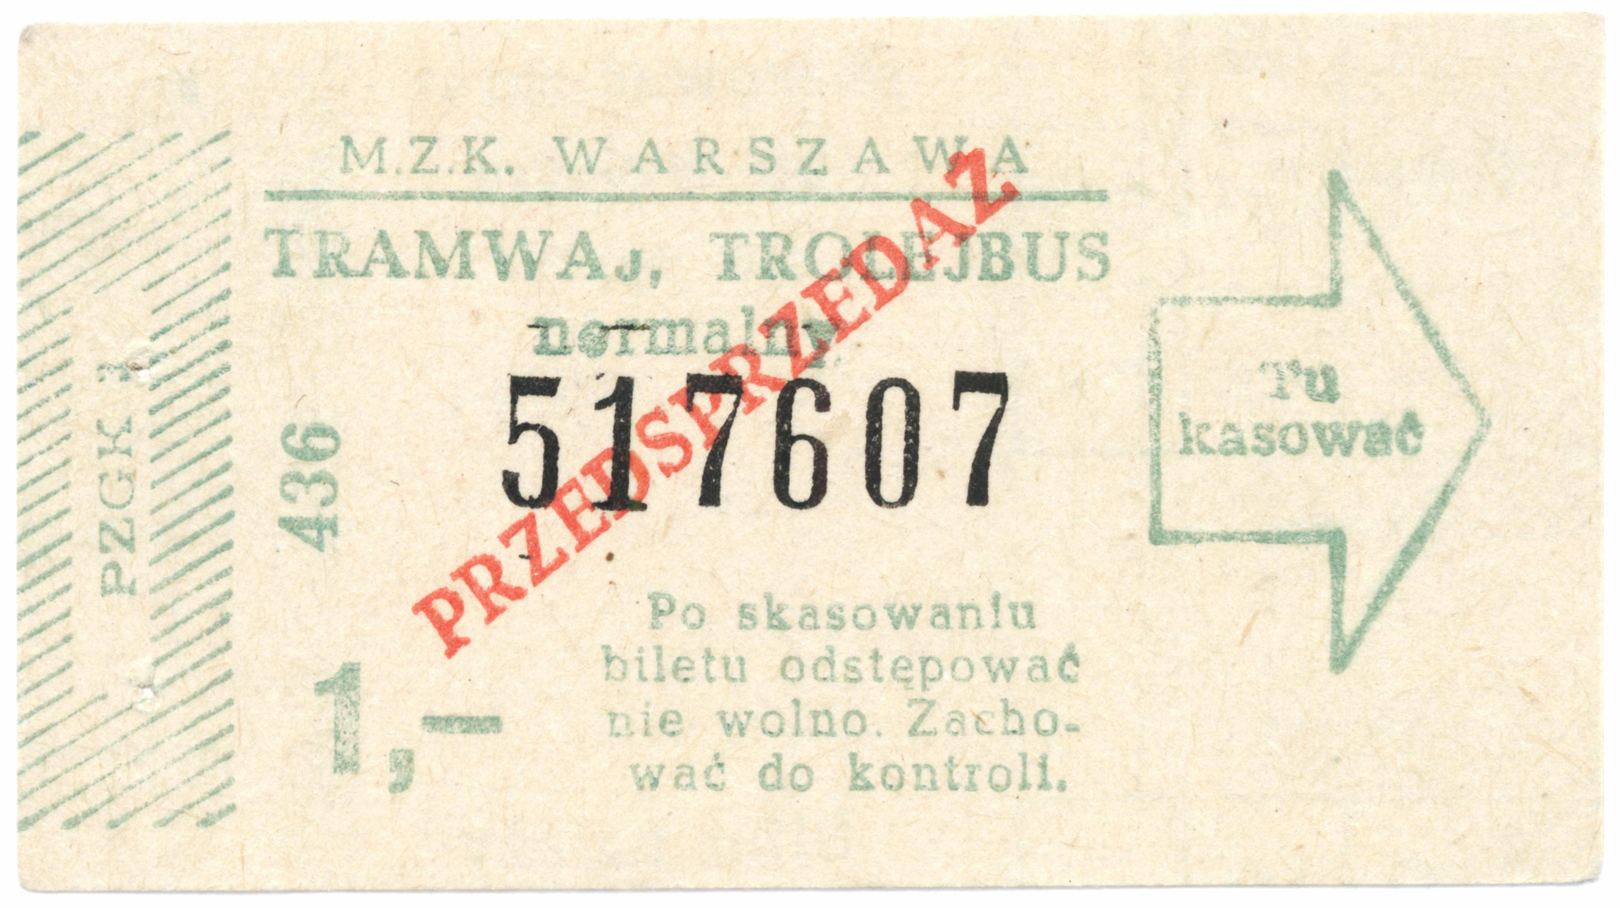 M.Z.K. WARSZAWA
TRAMWAJ, TROLEJBUS
normalny
517607
PRZEDSPRZEDAŻ
PZGK 3
436
1,—
Po skasowaniu
biletu odstępować
nie wolno. Zacho-
wać do kontroli.
Tu
kasować